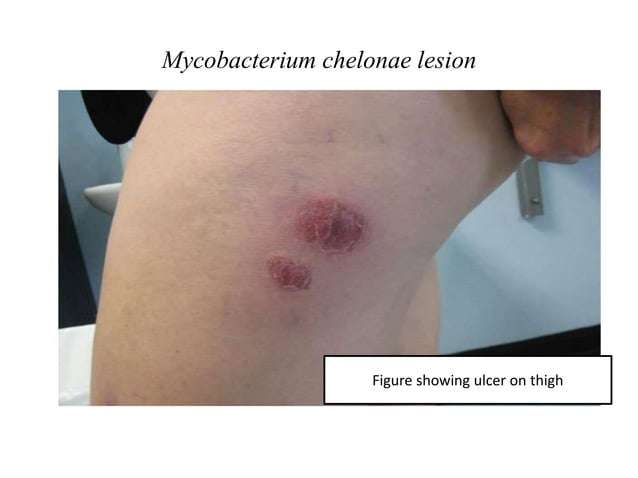 Mycobacterium chelonae lesion
Figure showing ulcer on thigh